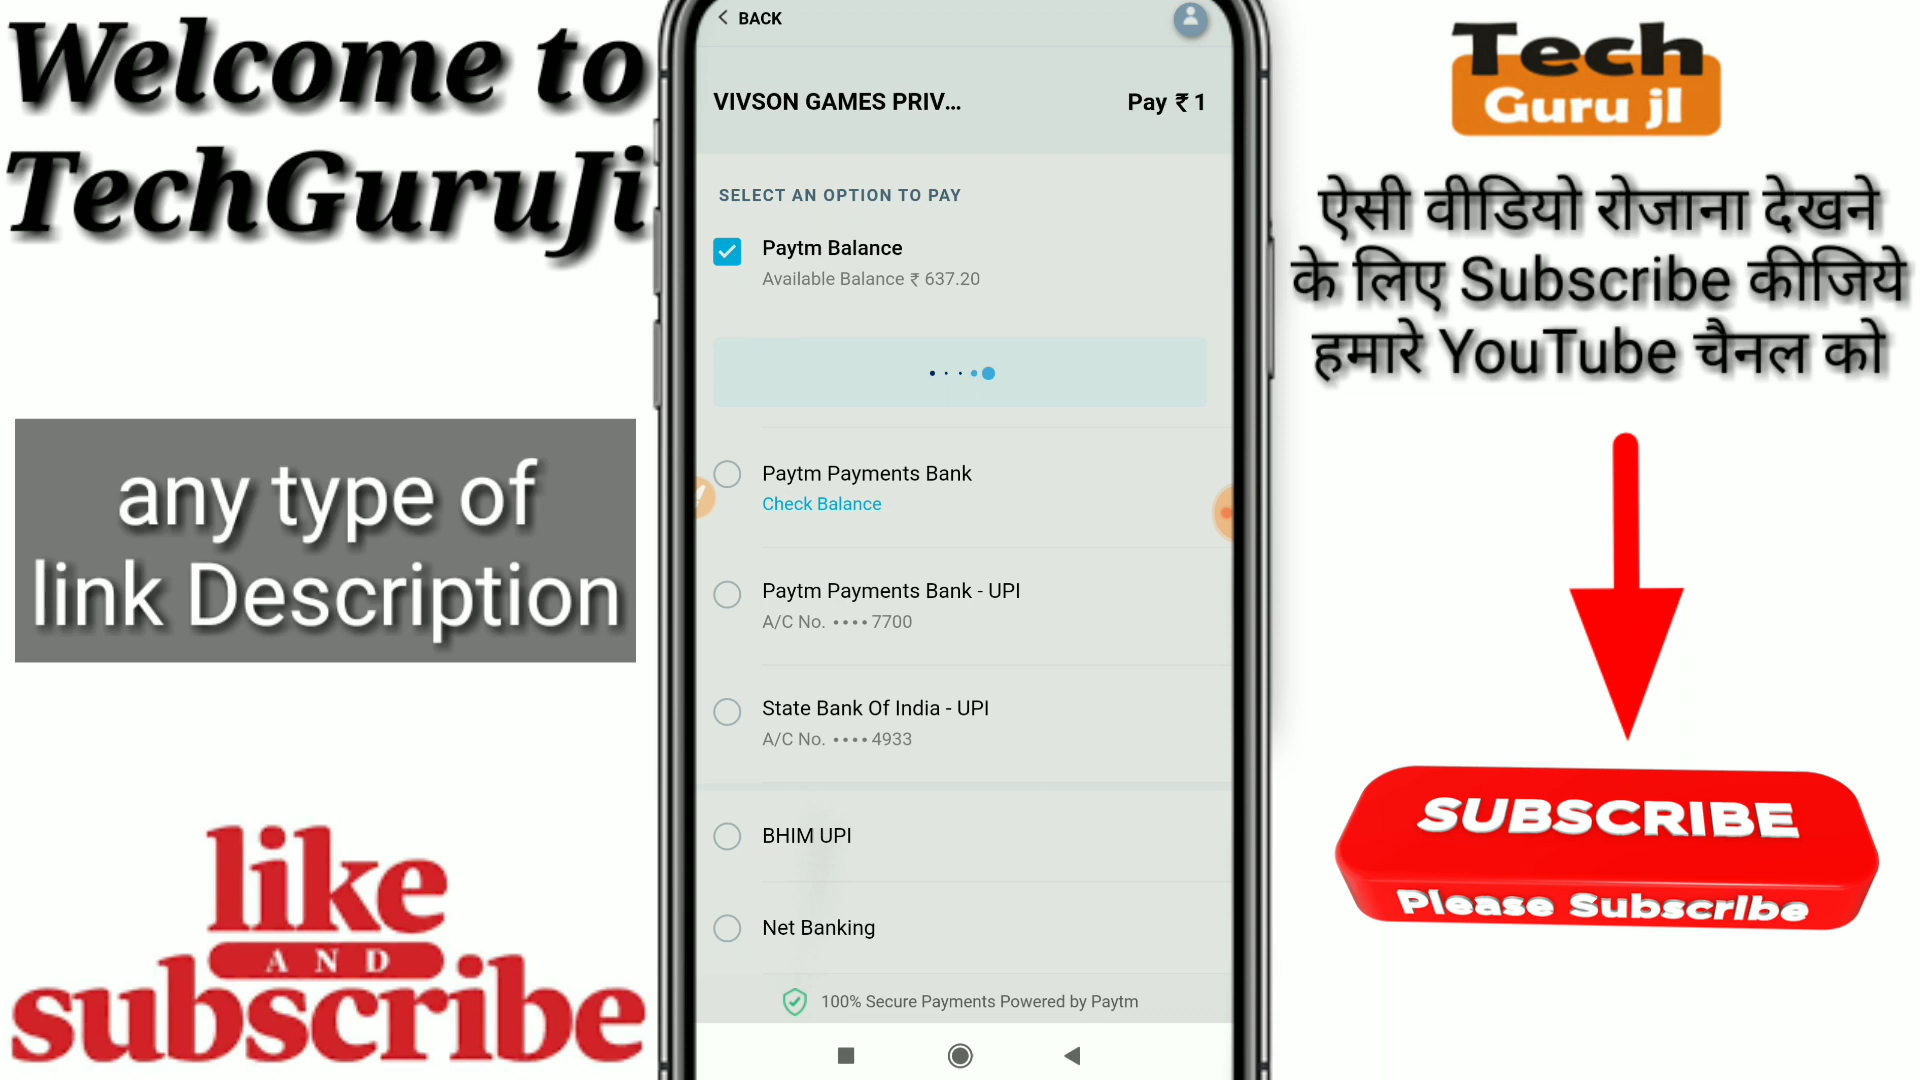 Welcome to
TechGuruJi
any type of
link Description
like
AND
subscribe
BACK
VIVSON GAMES PRIV...
Pay ₹ 1
SELECT AN OPTION TO PAY
Paytm Balance
Available Balance ₹ 637.20
Paytm Payments Bank
Check Balance
Paytm Payments Bank - UPI
A/C No. •••• 7700
State Bank Of India - UPI
A/C No. •••• 4933
BHIM UPI
Net Banking
100% Secure Payments Powered by Paytm
Tech
Guru jI
ऐसी वीडियो रोजाना देखने
के लिए Subscribe कीजिये
हमारे YouTube चैनल को
SUBSCRIBE
Please Subscribe